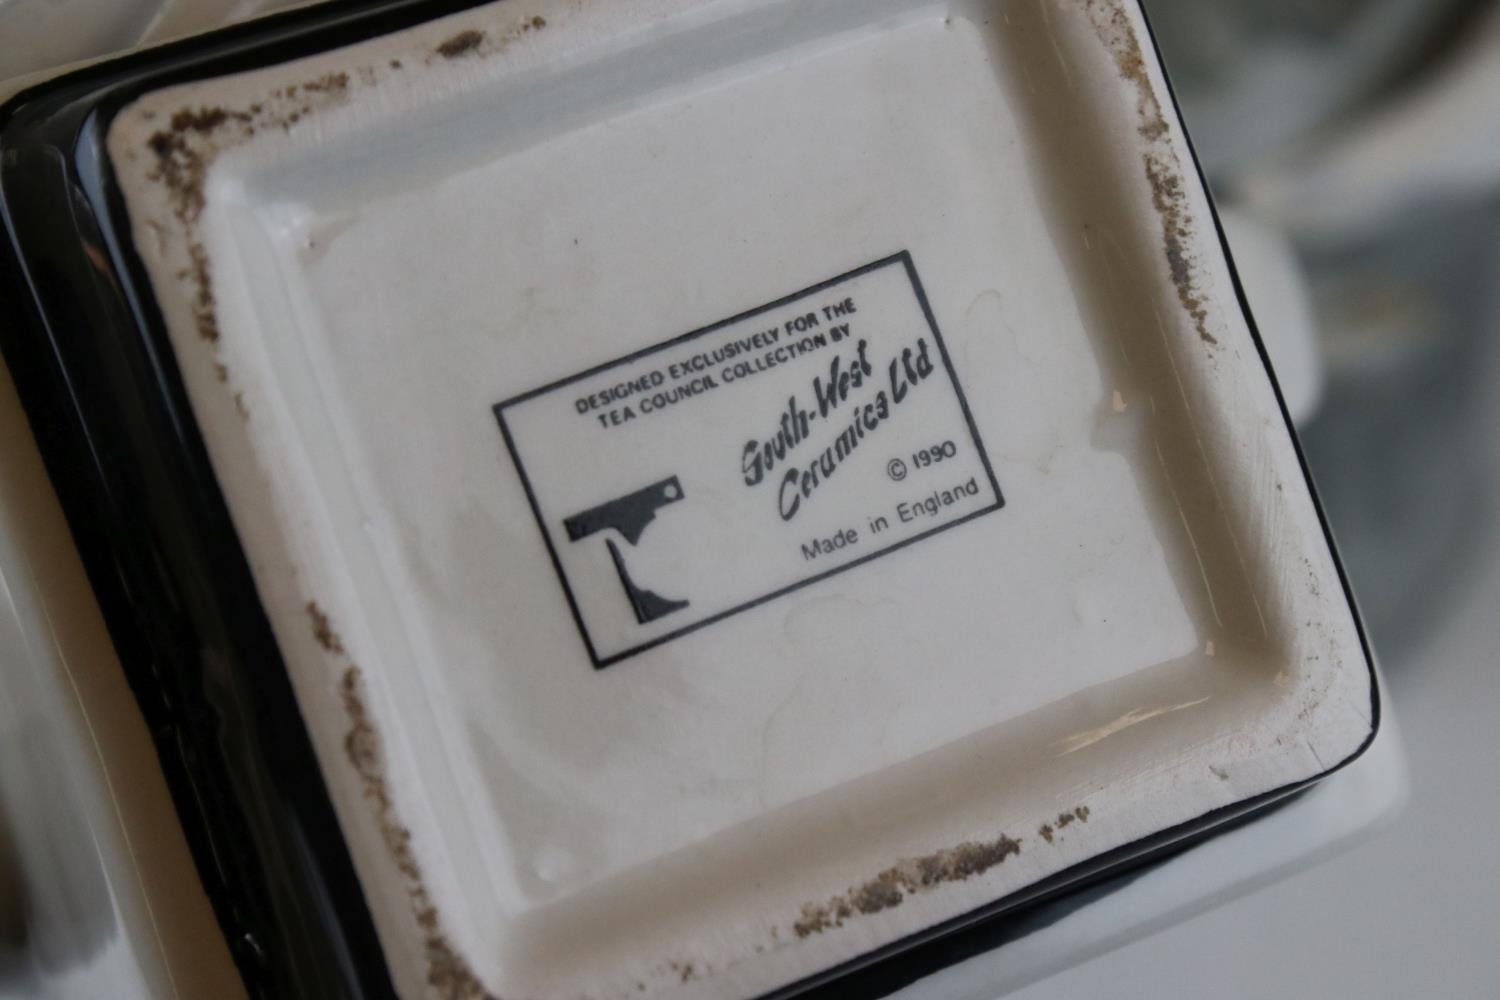 DESIGNED EXCLUSIVELY FOR THE
TEA COUNCIL COLLECTION BY
South-West
Ceramics Ltd
© 1990
Made in England